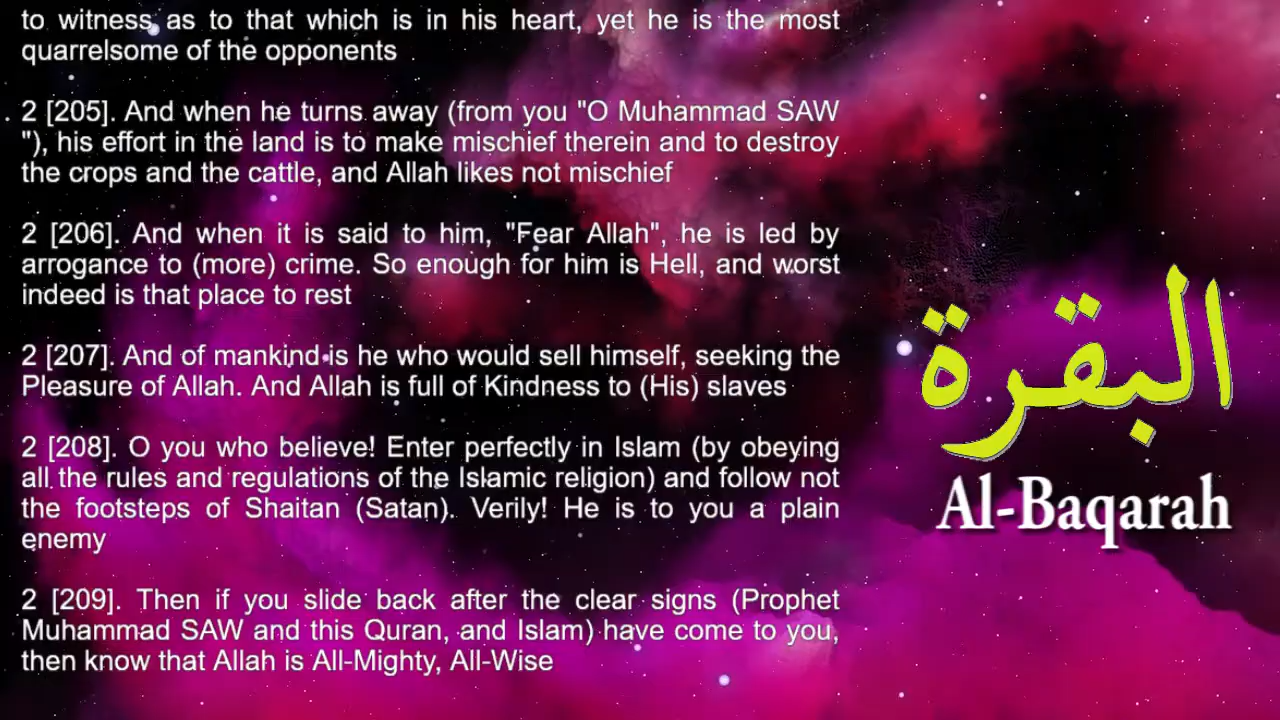 to witness as to that which is in his heart, yet he is the most
quarrelsome of the opponents
2 [205]. And when he turns away (from you "O Muhammad SAW
"), his effort in the land is to make mischief therein and to destroy
the crops and the cattle, and Allah likes not mischief
2 [206]. And when it is said to him, "Fear Allah", he is led by
arrogance to (more) crime. So enough for him is Hell, and worst
indeed is that place to rest
2 [207]. And of mankind is he who would sell himself, seeking the
Pleasure of Allah. And Allah is full of Kindness to (His) slaves
2 [208]. O you who believe! Enter perfectly in Islam (by obeying
all the rules and regulations of the Islamic religion) and follow not
the footsteps of Shaitan (Satan). Verily! He is to you a plain
enemy
2 [209]. Then if you slide back after the clear signs (Prophet
Muhammad SAW and this Quran, and Islam) have come to you,
then know that Allah is All-Mighty, All-Wise
البقرة
Al-Baqarah